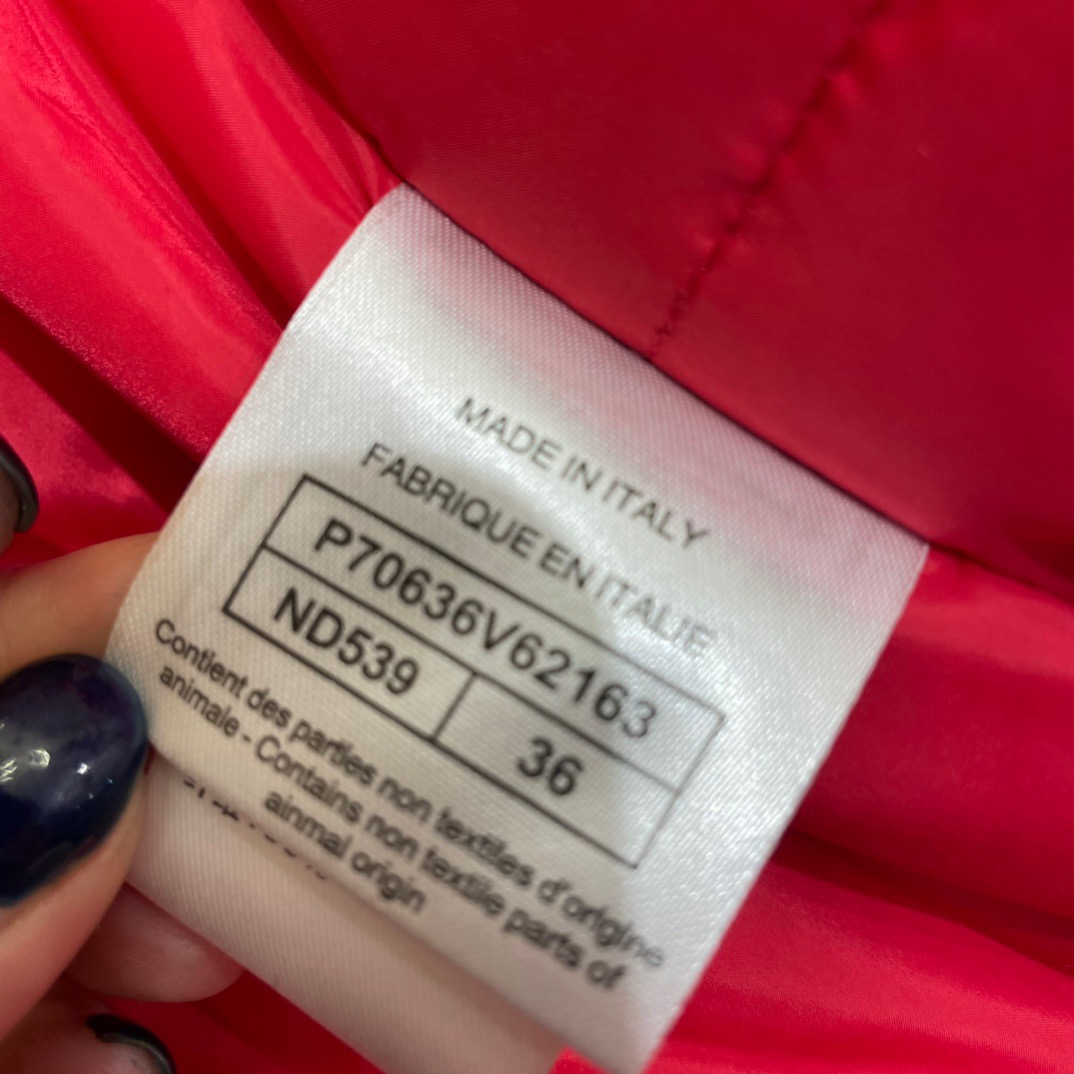 MADE IN ITALY
FABRIQUE EN ITALIE
P70636V62163
ND539 36
Contient des parties non textiles d'origine
animale - Contains non textile parts of
ainmal origin